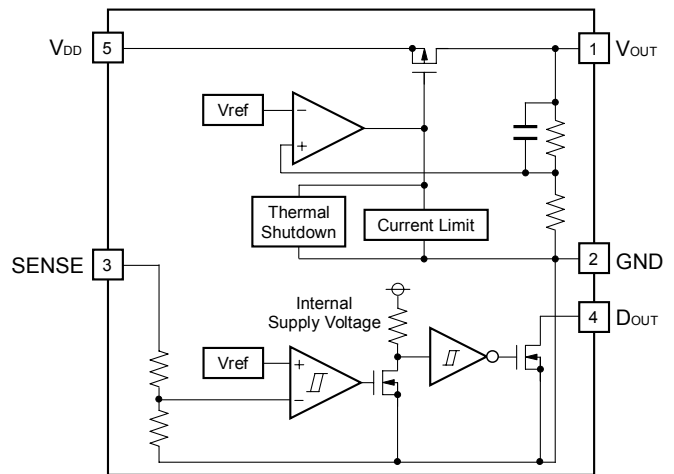 VDD 5
1 VOUT
Vref
−
+
Thermal
Shutdown
Current Limit
SENSE 3
2 GND
4 DOUT
Internal
Supply Voltage
Vref
+
−